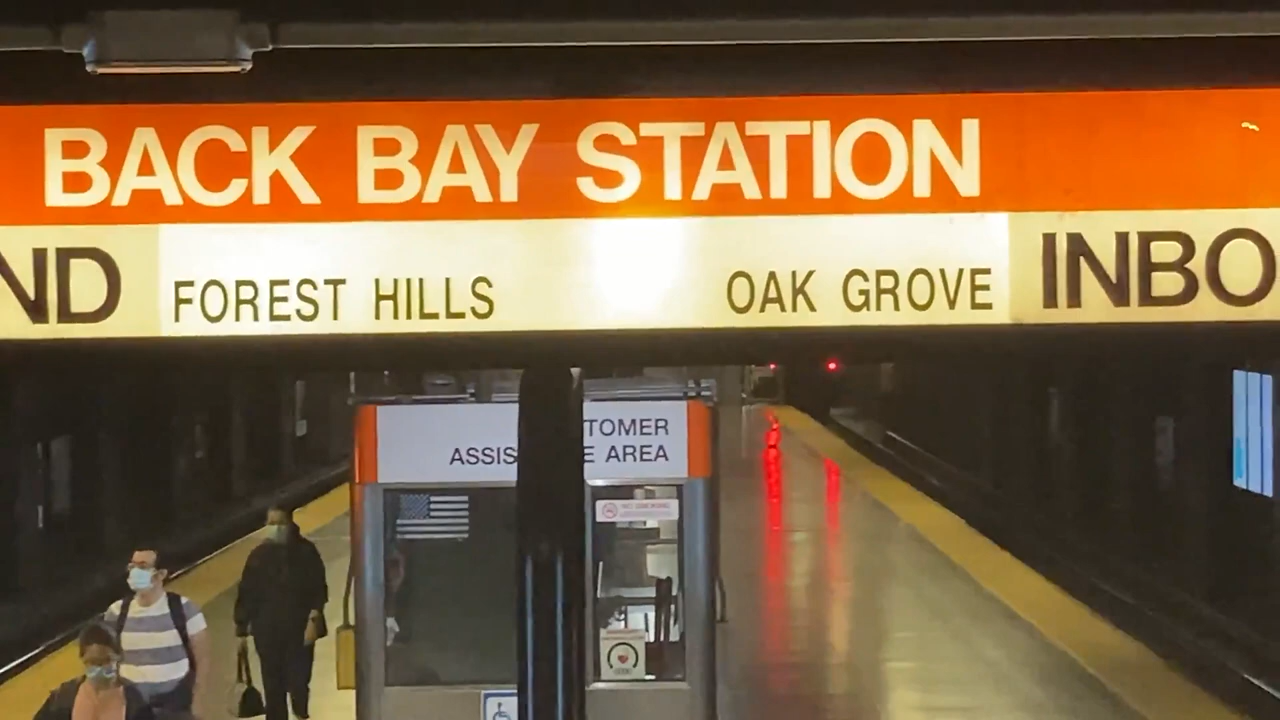 BACK BAY STATION
ND FOREST HILLS OAK GROVE INBO
TOMER
ASSIS E AREA